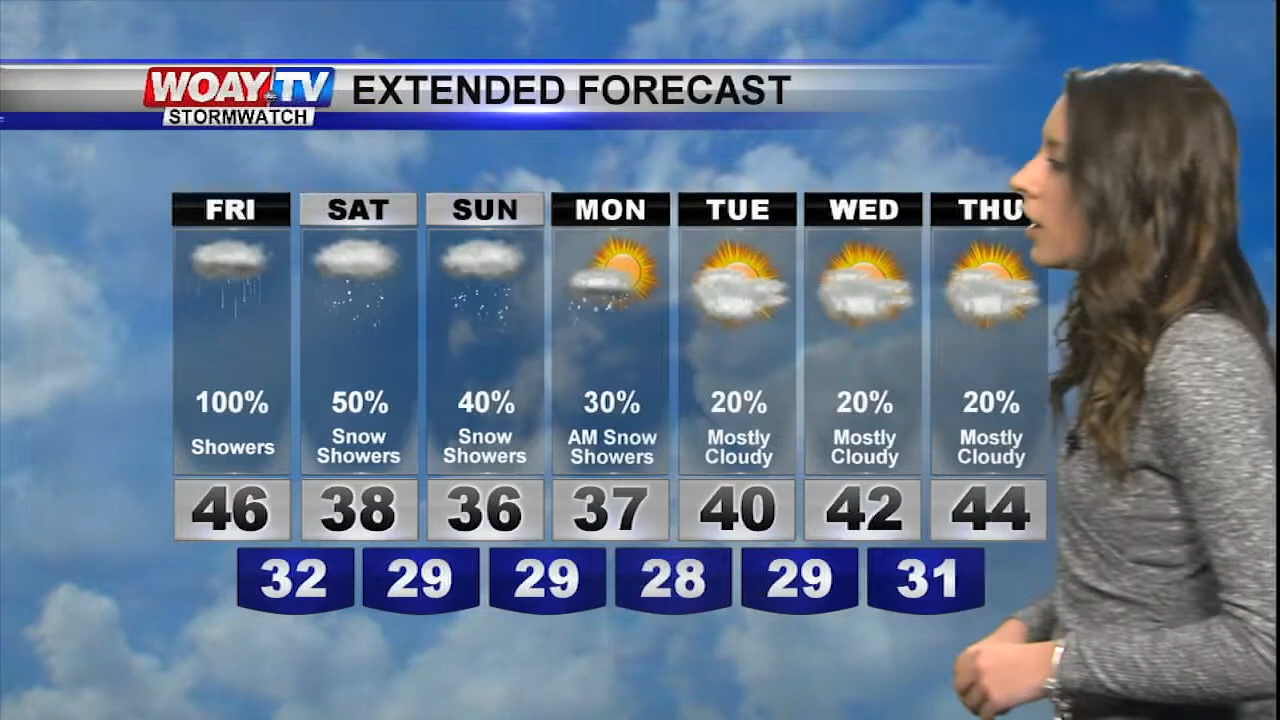 WOAY TV EXTENDED FORECAST
STORMWATCH
FRI SAT SUN MON TUE WED THU
100% 50% 40% 30% 20% 20% 20%
Showers
Snow
Showers
Snow
Showers
AM Snow
Showers
Mostly
Cloudy
Mostly
Cloudy
Mostly
Cloudy
46 38 36 37 40 42 44
32 29 29 28 29 31